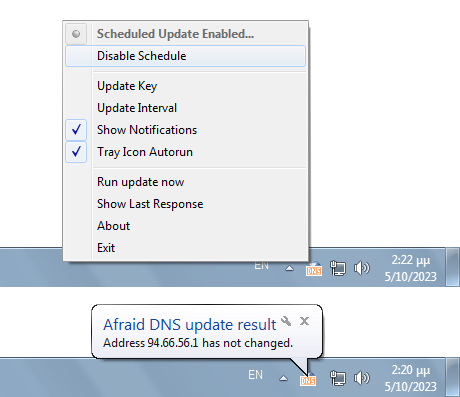 Scheduled Update Enabled...
Disable Schedule
Update Key
Update Interval
Show Notifications
Tray Icon Autorun
Run update now
Show Last Response
About
Exit
EN
DNS
2:22 μμ
5/10/2023
Afraid DNS update result
Address 94.66.56.1 has not changed.
EN
DNS
2:20 μμ
5/10/2023